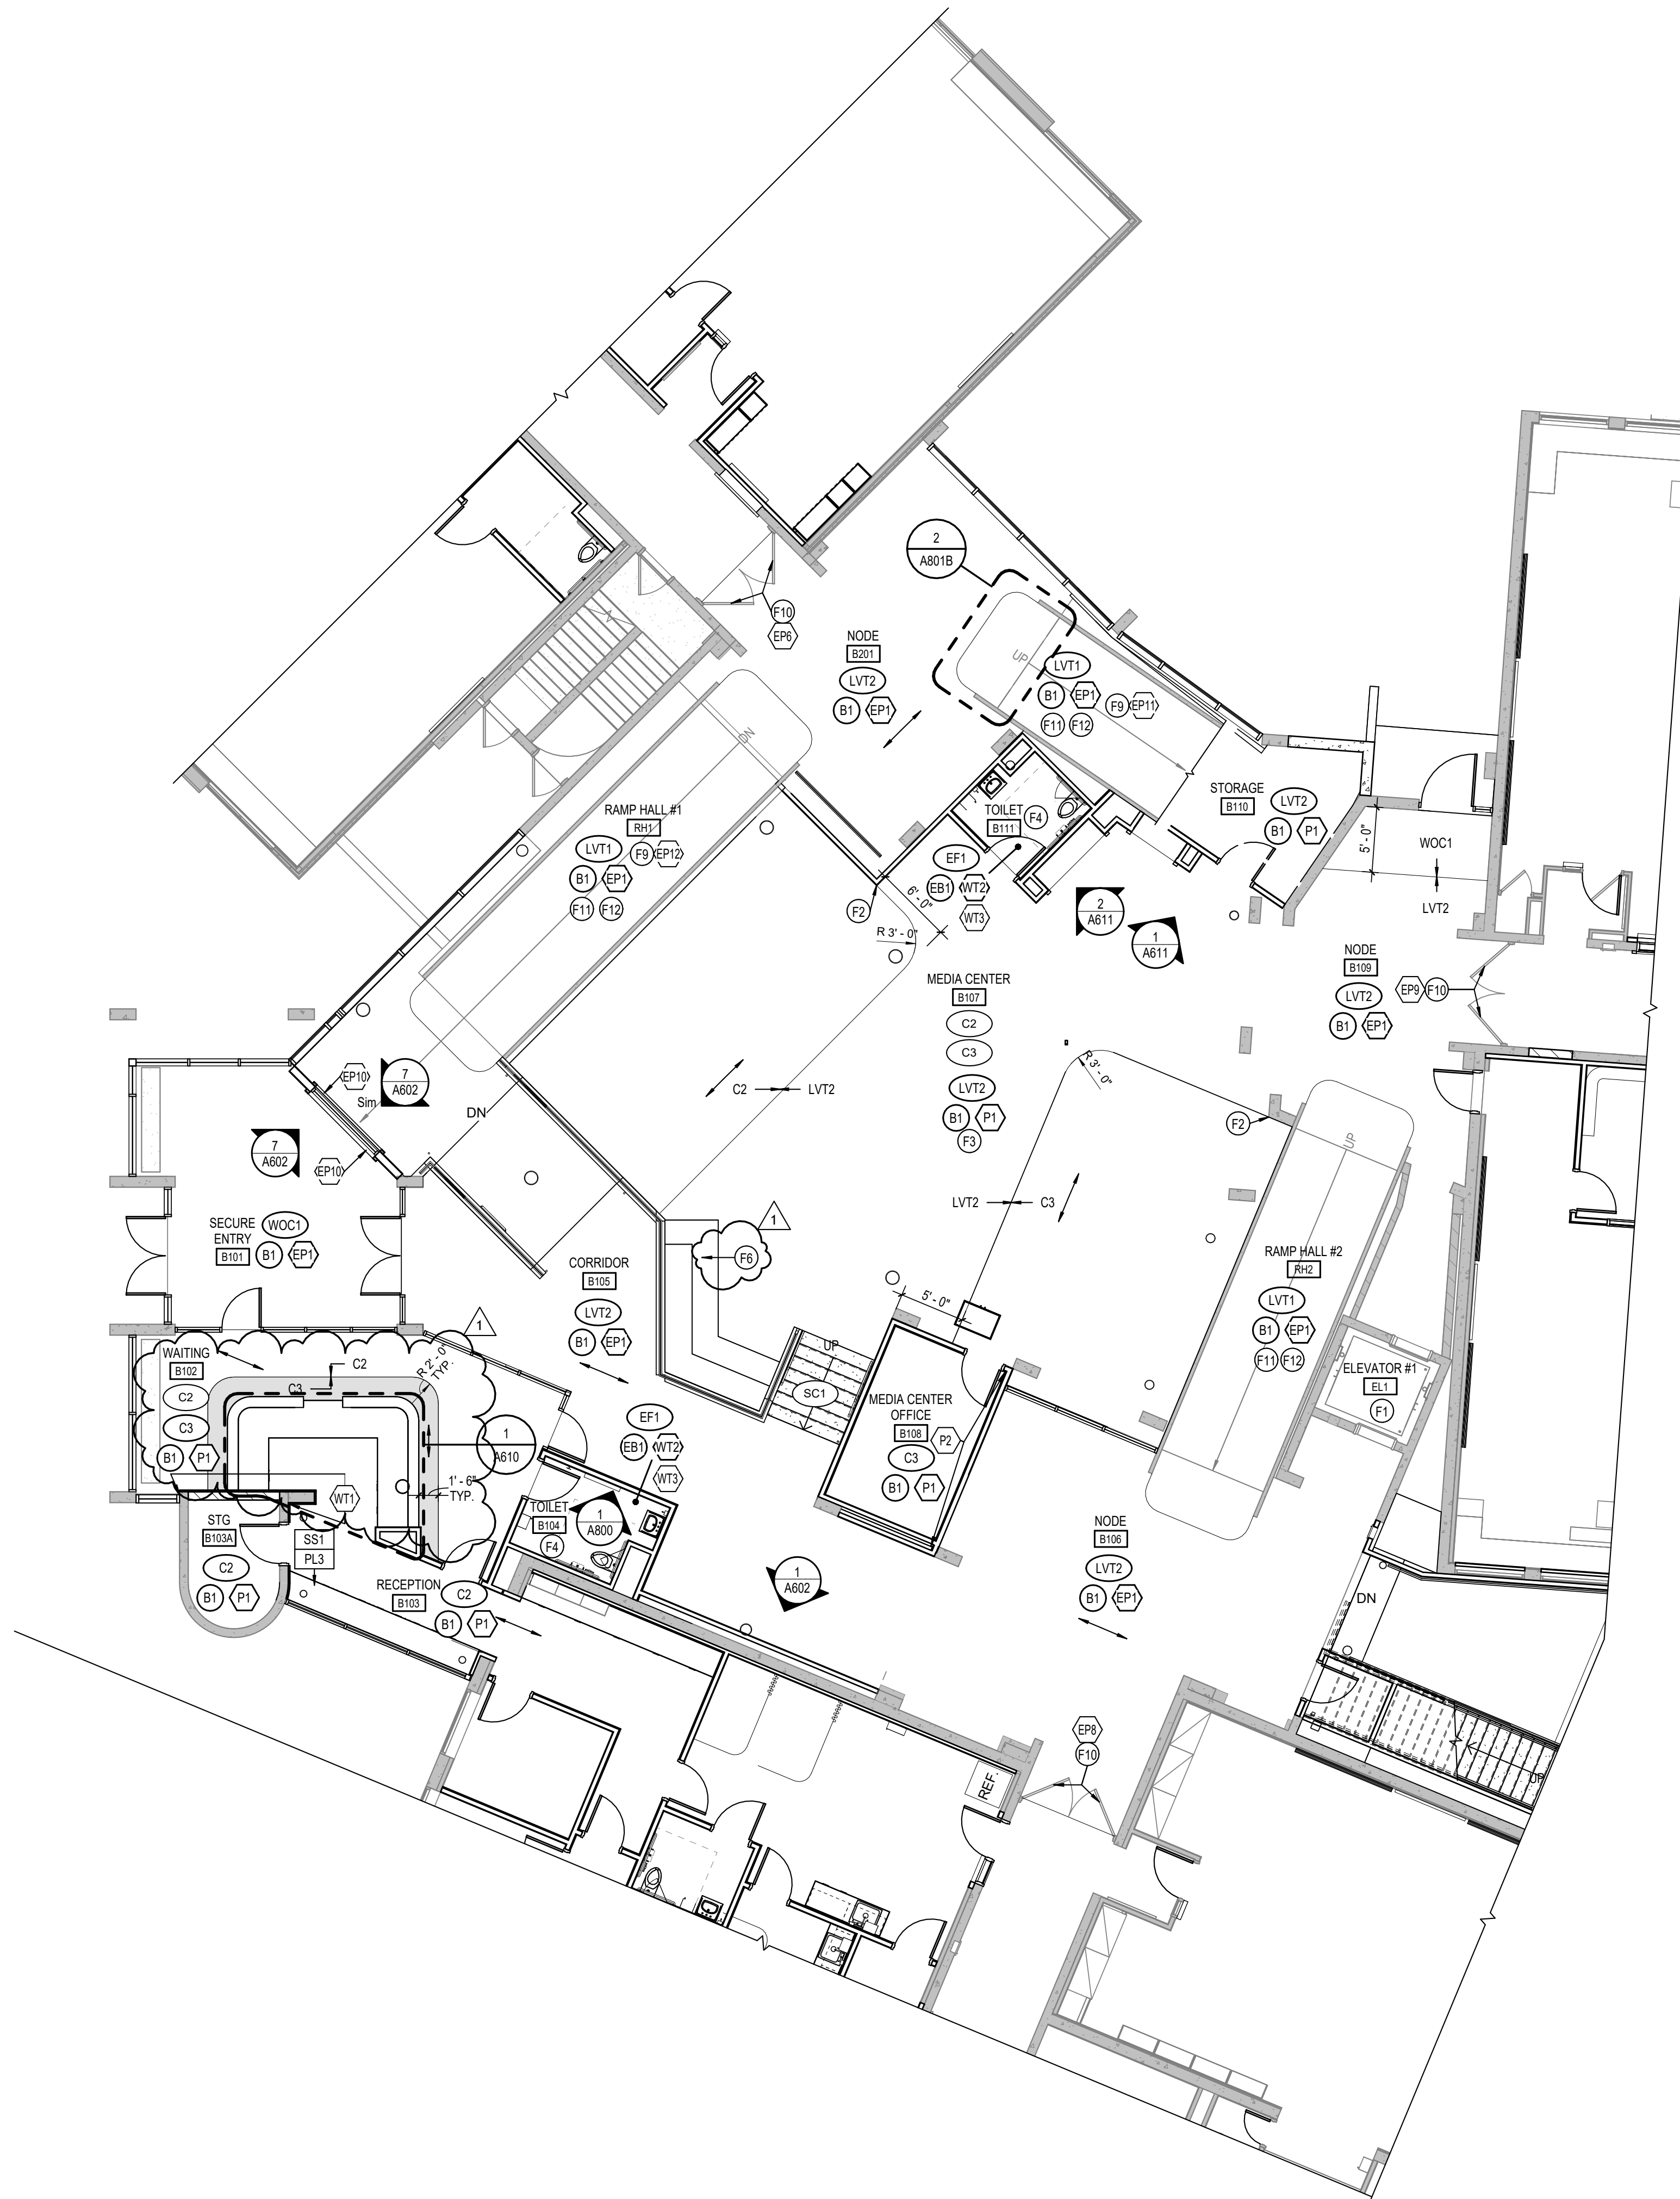 2
A801B
F10
EP6
NODE
B201
LVT2
B1
EP1
UP
LVT1
B1
EP1
F9
EP11
F11
F12
DN
RAMP HALL #1
RH1
LVT1
F9
EP12
B1
EP1
F11
F12
TOILET
B111
F4
EF1
EB1
WT2
WT3
STORAGE
B110
LVT2
B1
P1
5' - 0"
WOC1
LVT2
F2
6' - 0"
R 3' - 0"
2
A611
1
A611
NODE
B109
LVT2
B1
EP1
EP9
F10
MEDIA CENTER
B107
C2
C3
LVT2
B1
P1
F3
R 3' - 0"
EP10
Sim
7
A602
DN
C2
LVT2
F2
UP
7
A602
EP10
LVT2
C3
SECURE
ENTRY
WOC1
B101
B1
EP1
1
F6
CORRIDOR
B105
LVT2
B1
EP1
RAMP HALL #2
RH2
LVT1
B1
EP1
F11
F12
5' - 0"
1
WAITING
B102
C2
C3
R 2' - 0"
TYP.
C2
C3
B1
P1
UP
SC1
ELEVATOR #1
EL1
F1
MEDIA CENTER
OFFICE
B108
P2
C3
B1
P1
EF1
EB1
WT2
WT3
1
A610
1' - 6"
TYP.
WT1
TOILET
B104
F4
1
A800
STG
B103A
C2
B1
P1
SS1
PL3
RECEPTION
B103
C2
B1
P1
1
A602
NODE
B106
LVT2
B1
EP1
DN
UP
EP8
F10
REF.